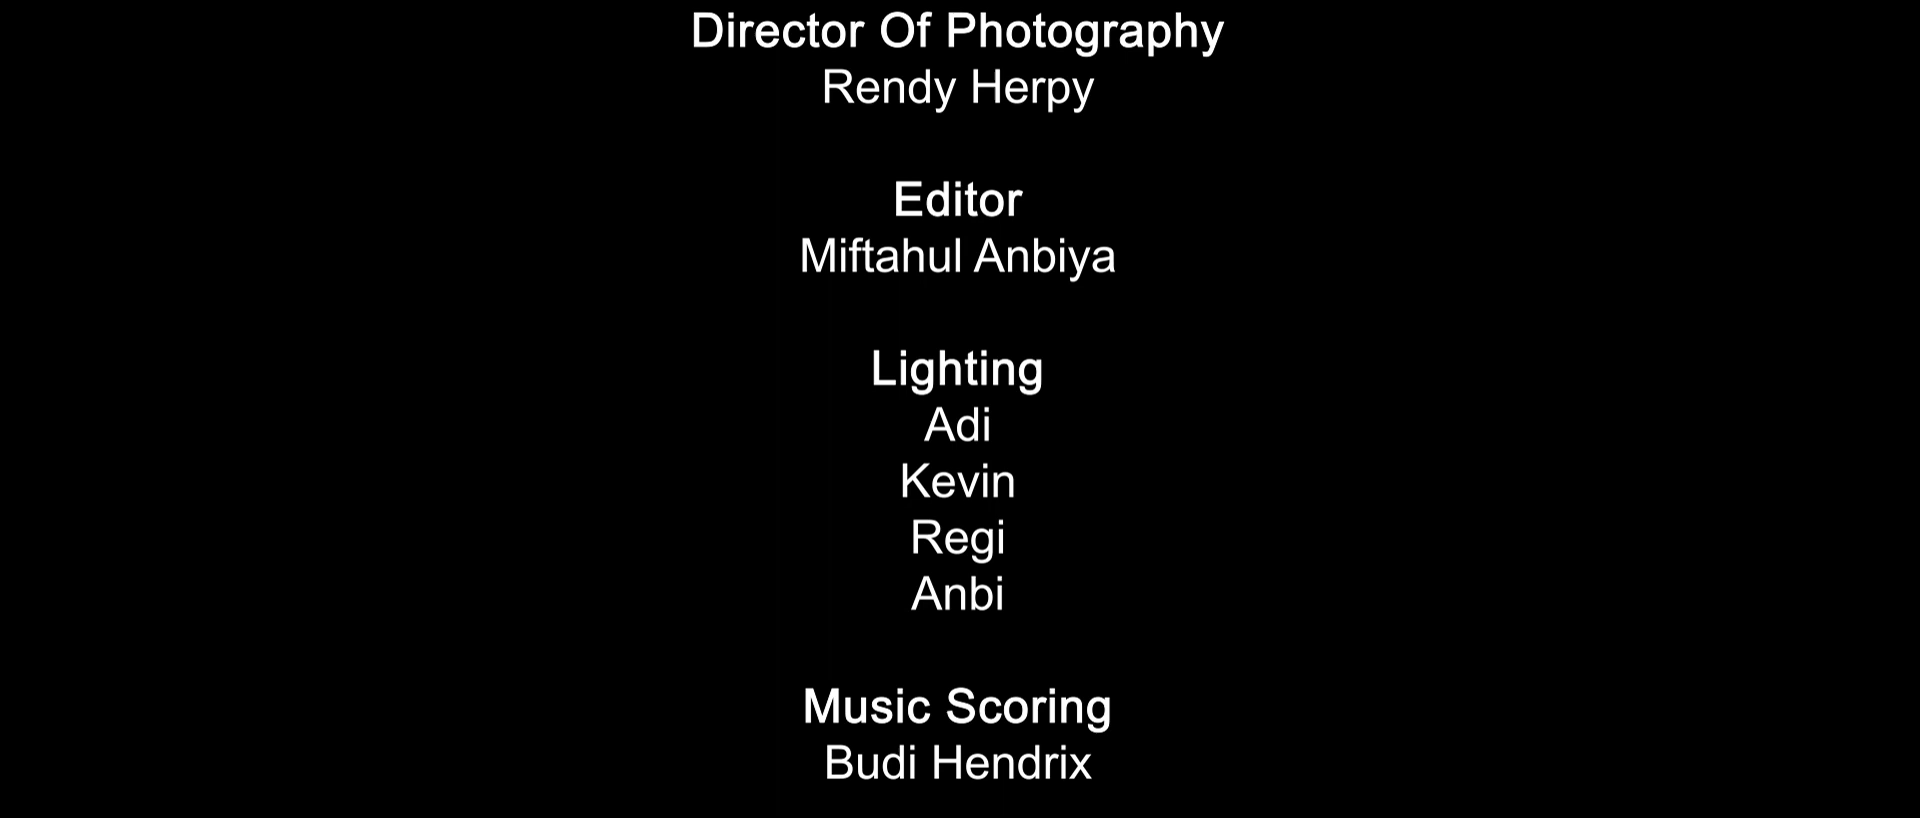 Director Of Photography
Rendy Herpy
Editor
Miftahul Anbiya
Lighting
Adi
Kevin
Regi
Anbi
Music Scoring
Budi Hendrix